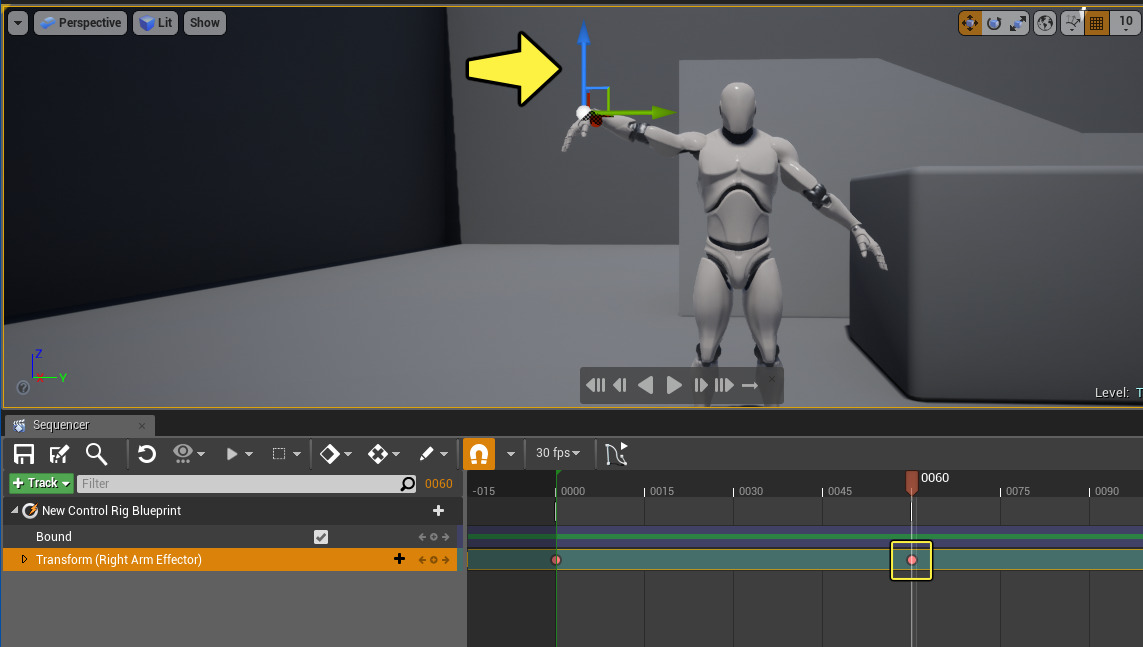 Perspective Lit Show 10
Z
X Y
?
Level: T
Sequencer
30 fps
+ Track Filter 0060
0060
-015 0000 0015 0030 0045 0075 0090
New Control Rig Blueprint
Bound
Transform (Right Arm Effector)